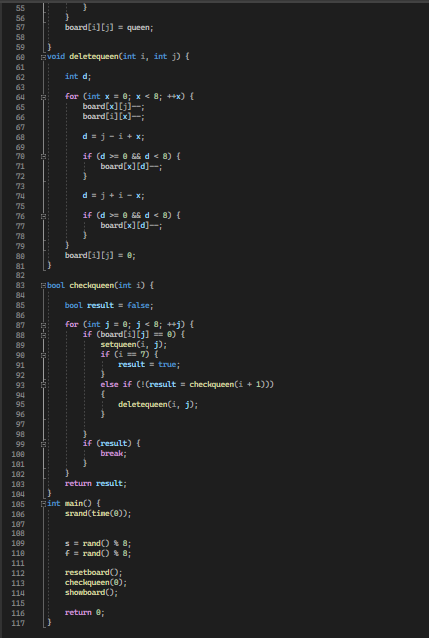 55 }
56 }
57 board[i][j] = queen;
58
59 }
60 void deletequeen(int i, int j) {
61
62 int d;
63
64 for (int x = 0; x < 8; ++x) {
65 board[x][j]--;
66 board[i][x]--;
67
68 d = j - i + x;
69
70 if (d >= 0 && d < 8) {
71 board[x][d]--;
72 }
73
74 d = j + i - x;
75
76 if (d >= 0 && d < 8) {
77 board[x][d]--;
78 }
79 }
80 board[i][j] = 0;
81 }
82
83 bool checkqueen(int i) {
84
85 bool result = false;
86
87 for (int j = 0; j < 8; ++j) {
88 if (board[i][j] == 0) {
89 setqueen(i, j);
90 if (i == 7) {
91 result = true;
92 }
93 else if (!(result = checkqueen(i + 1)))
94 {
95 deletequeen(i, j);
96 }
97
98 }
99 if (result) {
100 break;
101 }
102 }
103 return result;
104 }
105 int main() {
106 srand(time(0));
107
108
109 s = rand() % 8;
110 f = rand() % 8;
111
112 resetboard();
113 checkqueen(0);
114 showboard();
115
116 return 0;
117 }